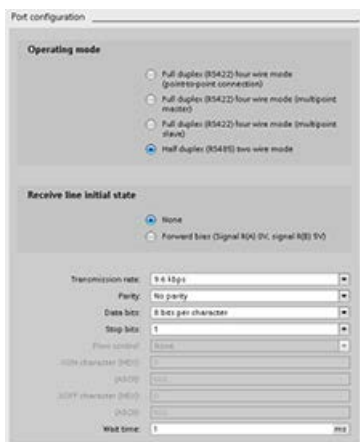 Port configuration
Operating mode
Full duplex (RS422) four wire mode
(point-to-point connection)
Full duplex (RS422) four wire mode (multipoint
master)
Full duplex (RS422) four wire mode (multipoint
slave)
Half duplex (RS485) two wire mode
Receive line initial state
None
Forward bias (Signal R(A) 0V, signal R(B) 5V)
Transmission rate: 9.6 kbps
Parity: No parity
Data bits: 8 bits per character
Stop bits: 1
Flow control: None
XON character (HEX):
(ASCII):
XOFF character (HEX):
(ASCII):
Wait time: 1 ms